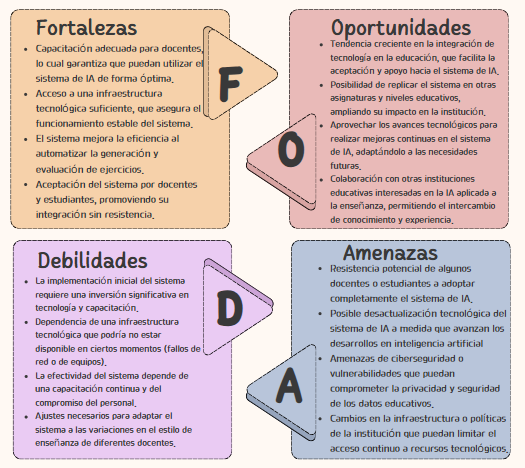 Fortalezas
• Capacitación adecuada para docentes,
lo cual garantiza que puedan utilizar el
sistema de IA de forma óptima.
• Acceso a una infraestructura
tecnológica suficiente, que asegura el
funcionamiento estable del sistema.
• El sistema mejora la eficiencia al
automatizar la generación y
evaluación de ejercicios.
• Aceptación del sistema por docentes
y estudiantes, promoviendo su
integración sin resistencia.
F
Oportunidades
• Tendencia creciente en la integración de
tecnología en la educación, que facilita la
aceptación y apoyo hacia el sistema de IA.
• Posibilidad de replicar el sistema en otras
asignaturas y niveles educativos,
ampliando su impacto en la institución.
• Aprovechar los avances tecnológicos para
realizar mejoras continuas en el sistema
de IA, adaptándolo a las necesidades
futuras.
• Colaboración con otras instituciones
educativas interesadas en la IA aplicada a
la enseñanza, permitiendo el intercambio
de conocimiento y experiencia.
O
Debilidades
• La implementación inicial del sistema
requiere una inversión significativa en
tecnología y capacitación.
• Dependencia de una infraestructura
tecnológica que podría no estar
disponible en ciertos momentos (fallos de
red o de equipos).
• La efectividad del sistema depende de
una capacitación continua y del
compromiso del personal.
• Ajustes necesarios para adaptar el
sistema a las variaciones en el estilo de
enseñanza de diferentes docentes.
D
Amenazas
• Resistencia potencial de algunos
docentes o estudiantes a adoptar
completamente el sistema de IA.
• Posible desactualización tecnológica del
sistema de IA a medida que avanzan los
desarrollos en inteligencia artificial
• Amenazas de ciberseguridad o
vulnerabilidades que puedan
comprometer la privacidad y seguridad
de los datos educativos.
• Cambios en la infraestructura o políticas
de la institución que puedan limitar el
acceso continuo a recursos tecnológicos.
A